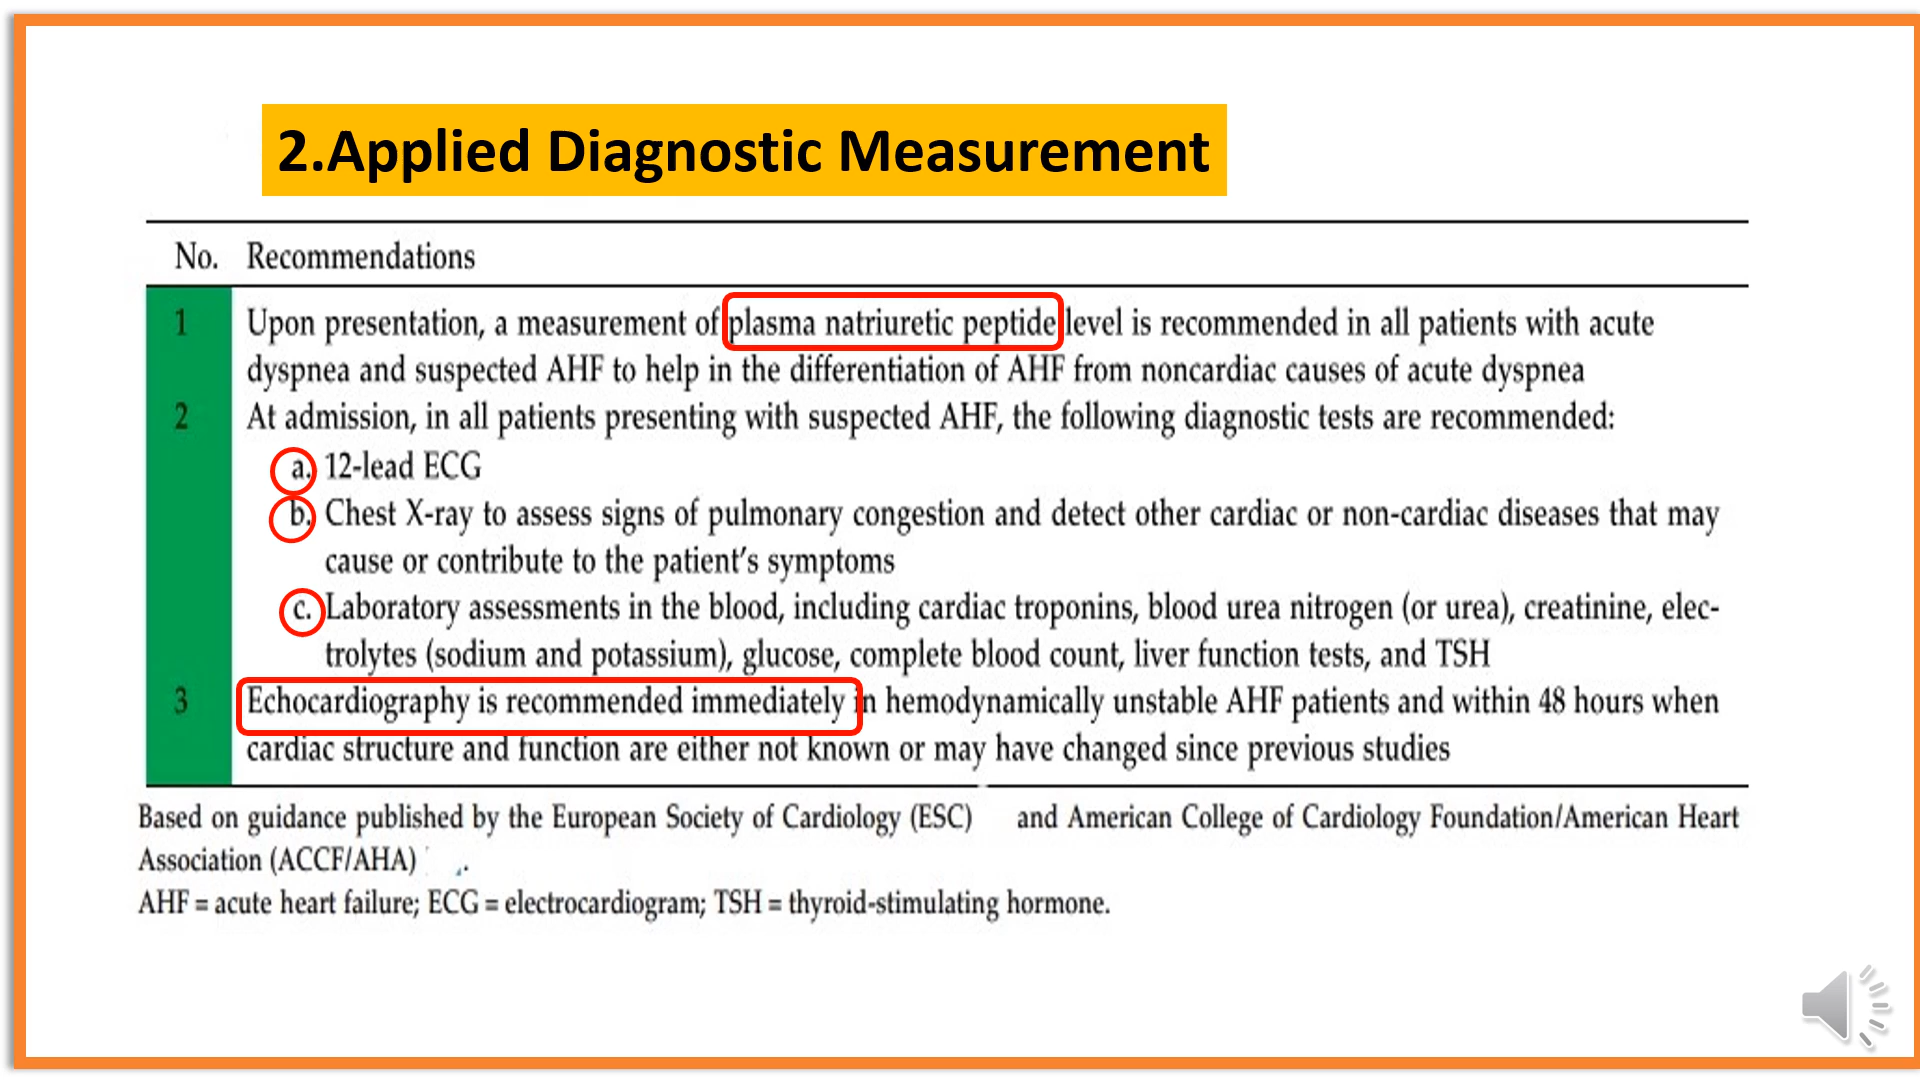 2.Applied Diagnostic Measurement
No. Recommendations
1 Upon presentation, a measurement of plasma natriuretic peptide level is recommended in all patients with acute
dyspnea and suspected AHF to help in the differentiation of AHF from noncardiac causes of acute dyspnea
2 At admission, in all patients presenting with suspected AHF, the following diagnostic tests are recommended:
a. 12-lead ECG
b. Chest X-ray to assess signs of pulmonary congestion and detect other cardiac or non-cardiac diseases that may
cause or contribute to the patient's symptoms
c. Laboratory assessments in the blood, including cardiac troponins, blood urea nitrogen (or urea), creatinine, elec-
trolytes (sodium and potassium), glucose, complete blood count, liver function tests, and TSH
3 Echocardiography is recommended immediately in hemodynamically unstable AHF patients and within 48 hours when
cardiac structure and function are either not known or may have changed since previous studies
Based on guidance published by the European Society of Cardiology (ESC) and American College of Cardiology Foundation/American Heart
Association (ACCF/AHA) .
AHF = acute heart failure; ECG = electrocardiogram; TSH = thyroid-stimulating hormone.